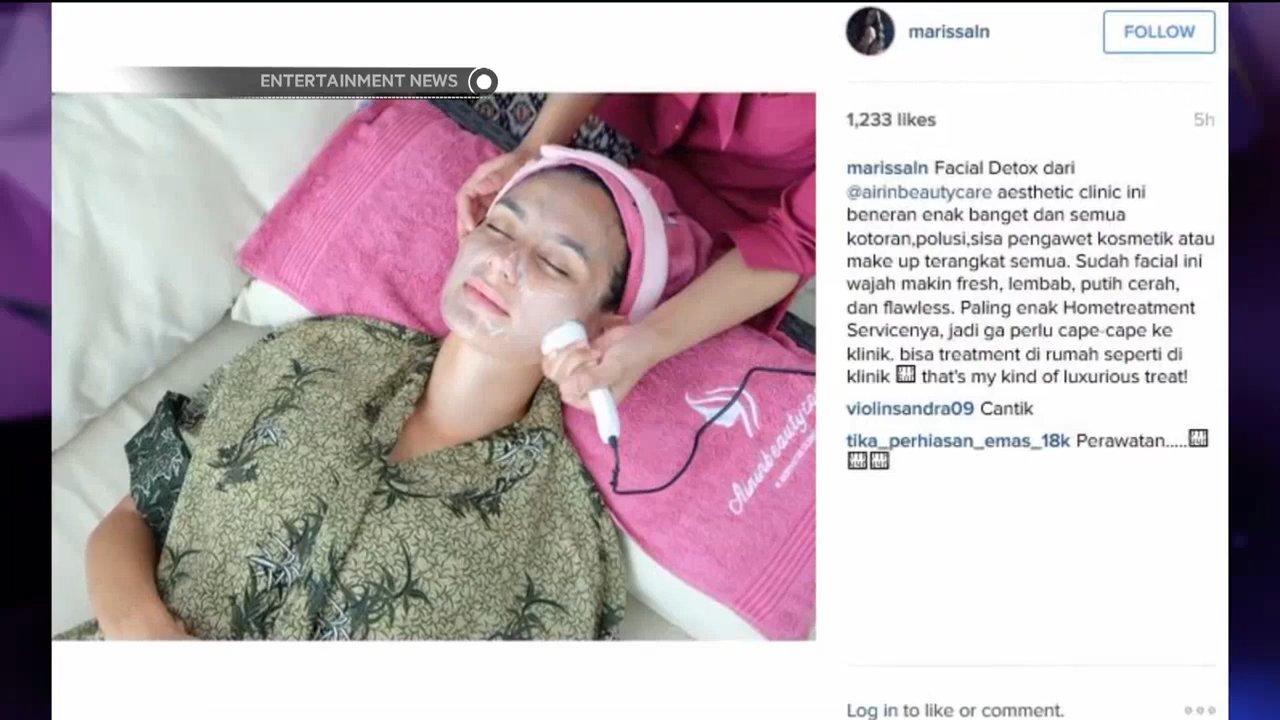 ENTERTAINMENT NEWS
marissaln
FOLLOW
1,233 likes
5h
marissaln Facial Detox dari
@airinbeautycare aesthetic clinic ini
beneran enak banget dan semua
kotoran,polusi,sisa pengawet kosmetik atau
make up terangkat semua. Sudah facial ini
wajah makin fresh, lembab, putih cerah,
dan flawless. Paling enak Hometreatment
Servicenya, jadi ga perlu cape-cape ke
klinik. bisa treatment di rumah seperti di
klinik that's my kind of luxurious treat!
violinsandra09 Cantik
tika_perhiasan_emas_18k Perawatan.....
Log in to like or comment.